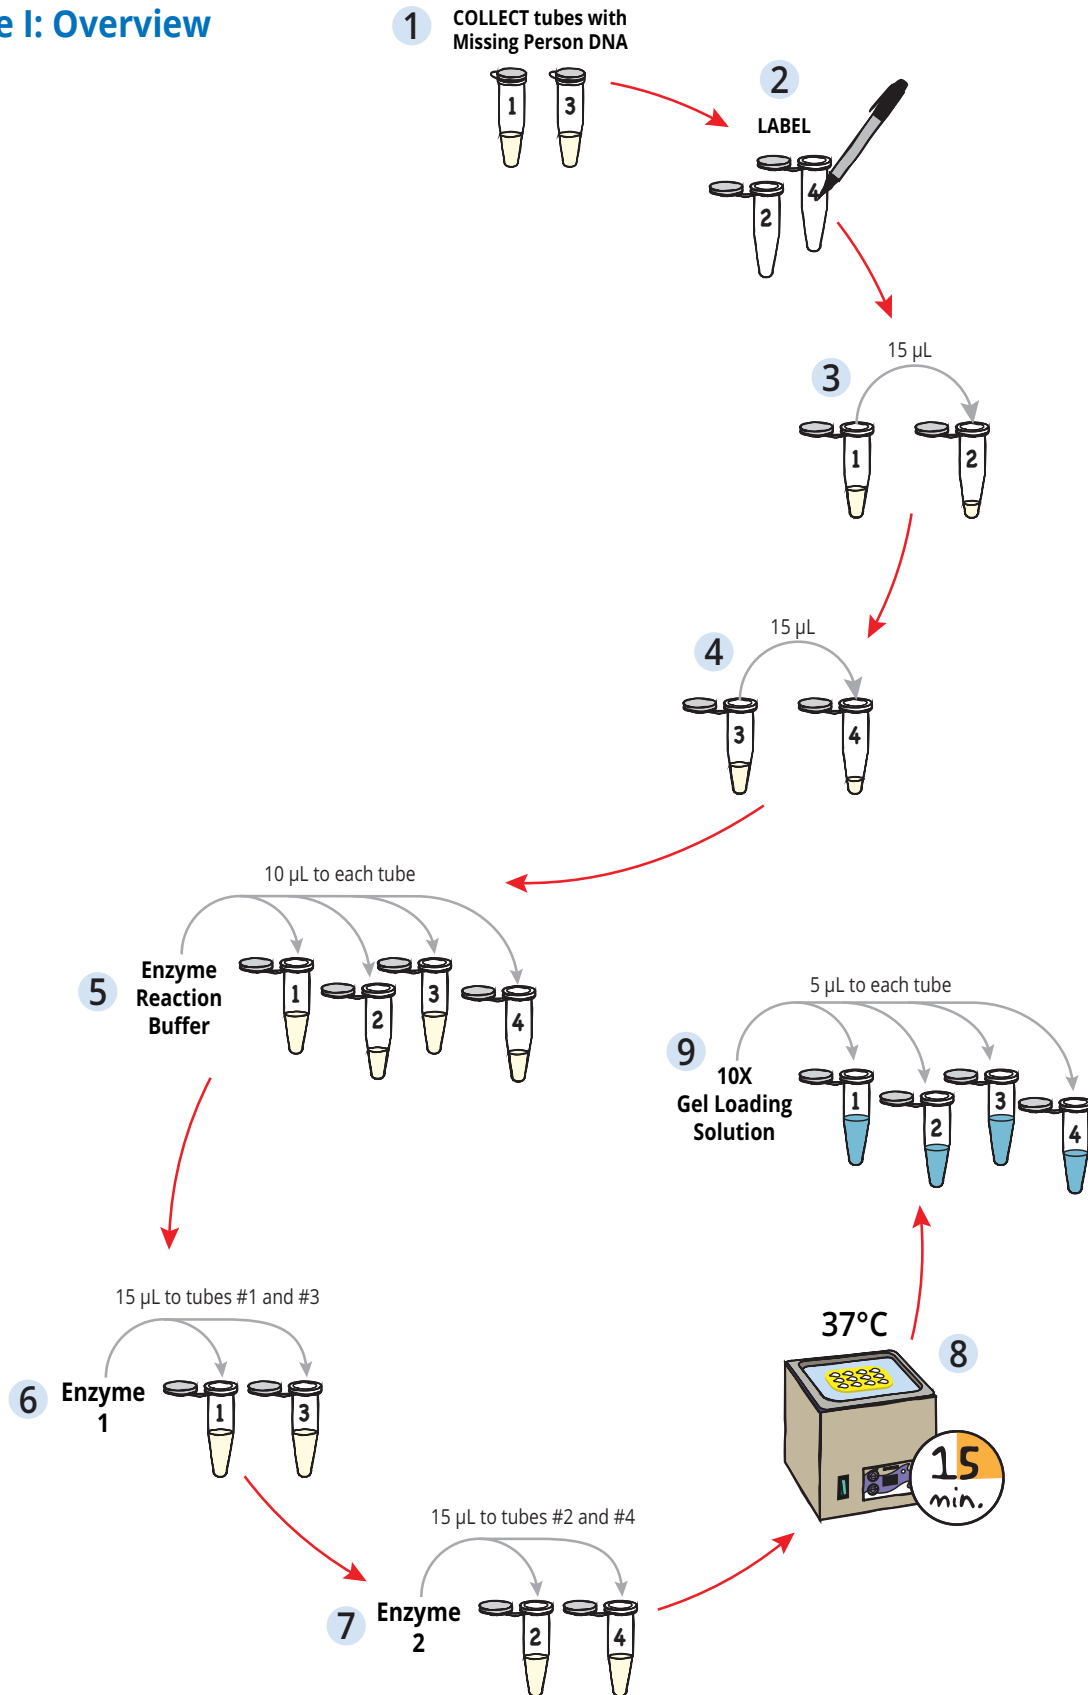 e I: Overview
1
COLLECT tubes with
Missing Person DNA
1
3
2
LABEL
4
2
15 µL
3
1
2
15 µL
4
3
4
10 µL to each tube
5
Enzyme
Reaction
Buffer
1
2
3
4
15 µL to tubes #1 and #3
6
Enzyme
1
1
3
15 µL to tubes #2 and #4
7
Enzyme
2
2
4
37°C
8
15
min.
5 µL to each tube
9
10X
Gel Loading
Solution
1
2
3
4